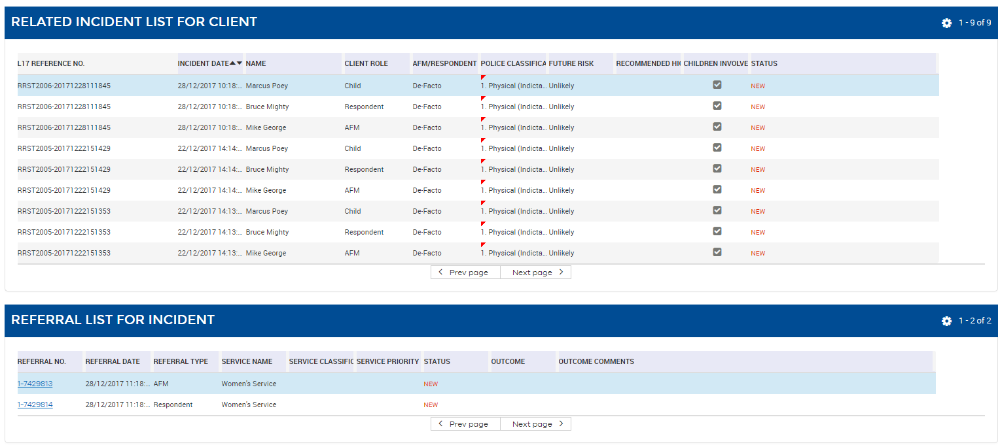 RELATED INCIDENT LIST FOR CLIENT 1 - 9 of 9
L17 REFERENCE NO. INCIDENT DATE NAME CLIENT ROLE AFM/RESPONDENT POLICE CLASSIFICA FUTURE RISK RECOMMENDED HI CHILDREN INVOLVE STATUS
RRST2006-20171228111845 28/12/2017 10:18:... Marcus Poey Child De-Facto 1. Physical (Indicta... Unlikely NEW
RRST2006-20171228111845 28/12/2017 10:18:... Bruce Mighty Respondent De-Facto 1. Physical (Indicta... Unlikely NEW
RRST2006-20171228111845 28/12/2017 10:18:... Mike George AFM De-Facto 1. Physical (Indicta... Unlikely NEW
RRST2005-20171222151429 22/12/2017 14:14:... Marcus Poey Child De-Facto 1. Physical (Indicta... Unlikely NEW
RRST2005-20171222151429 22/12/2017 14:14:... Bruce Mighty Respondent De-Facto 1. Physical (Indicta... Unlikely NEW
RRST2005-20171222151429 22/12/2017 14:14:... Mike George AFM De-Facto 1. Physical (Indicta... Unlikely NEW
RRST2005-20171222151353 22/12/2017 14:13:... Marcus Poey Child De-Facto 1. Physical (Indicta... Unlikely NEW
RRST2005-20171222151353 22/12/2017 14:13:... Bruce Mighty Respondent De-Facto 1. Physical (Indicta... Unlikely NEW
RRST2005-20171222151353 22/12/2017 14:13:... Mike George AFM De-Facto 1. Physical (Indicta... Unlikely NEW
Prev page Next page
REFERRAL LIST FOR INCIDENT 1 - 2 of 2
REFERRAL NO. REFERRAL DATE REFERRAL TYPE SERVICE NAME SERVICE CLASSIFIC SERVICE PRIORITY STATUS OUTCOME OUTCOME COMMENTS
1-7429813 28/12/2017 11:18:... AFM Women's Service NEW
1-7429814 28/12/2017 11:18:... Respondent Women's Service NEW
Prev page Next page